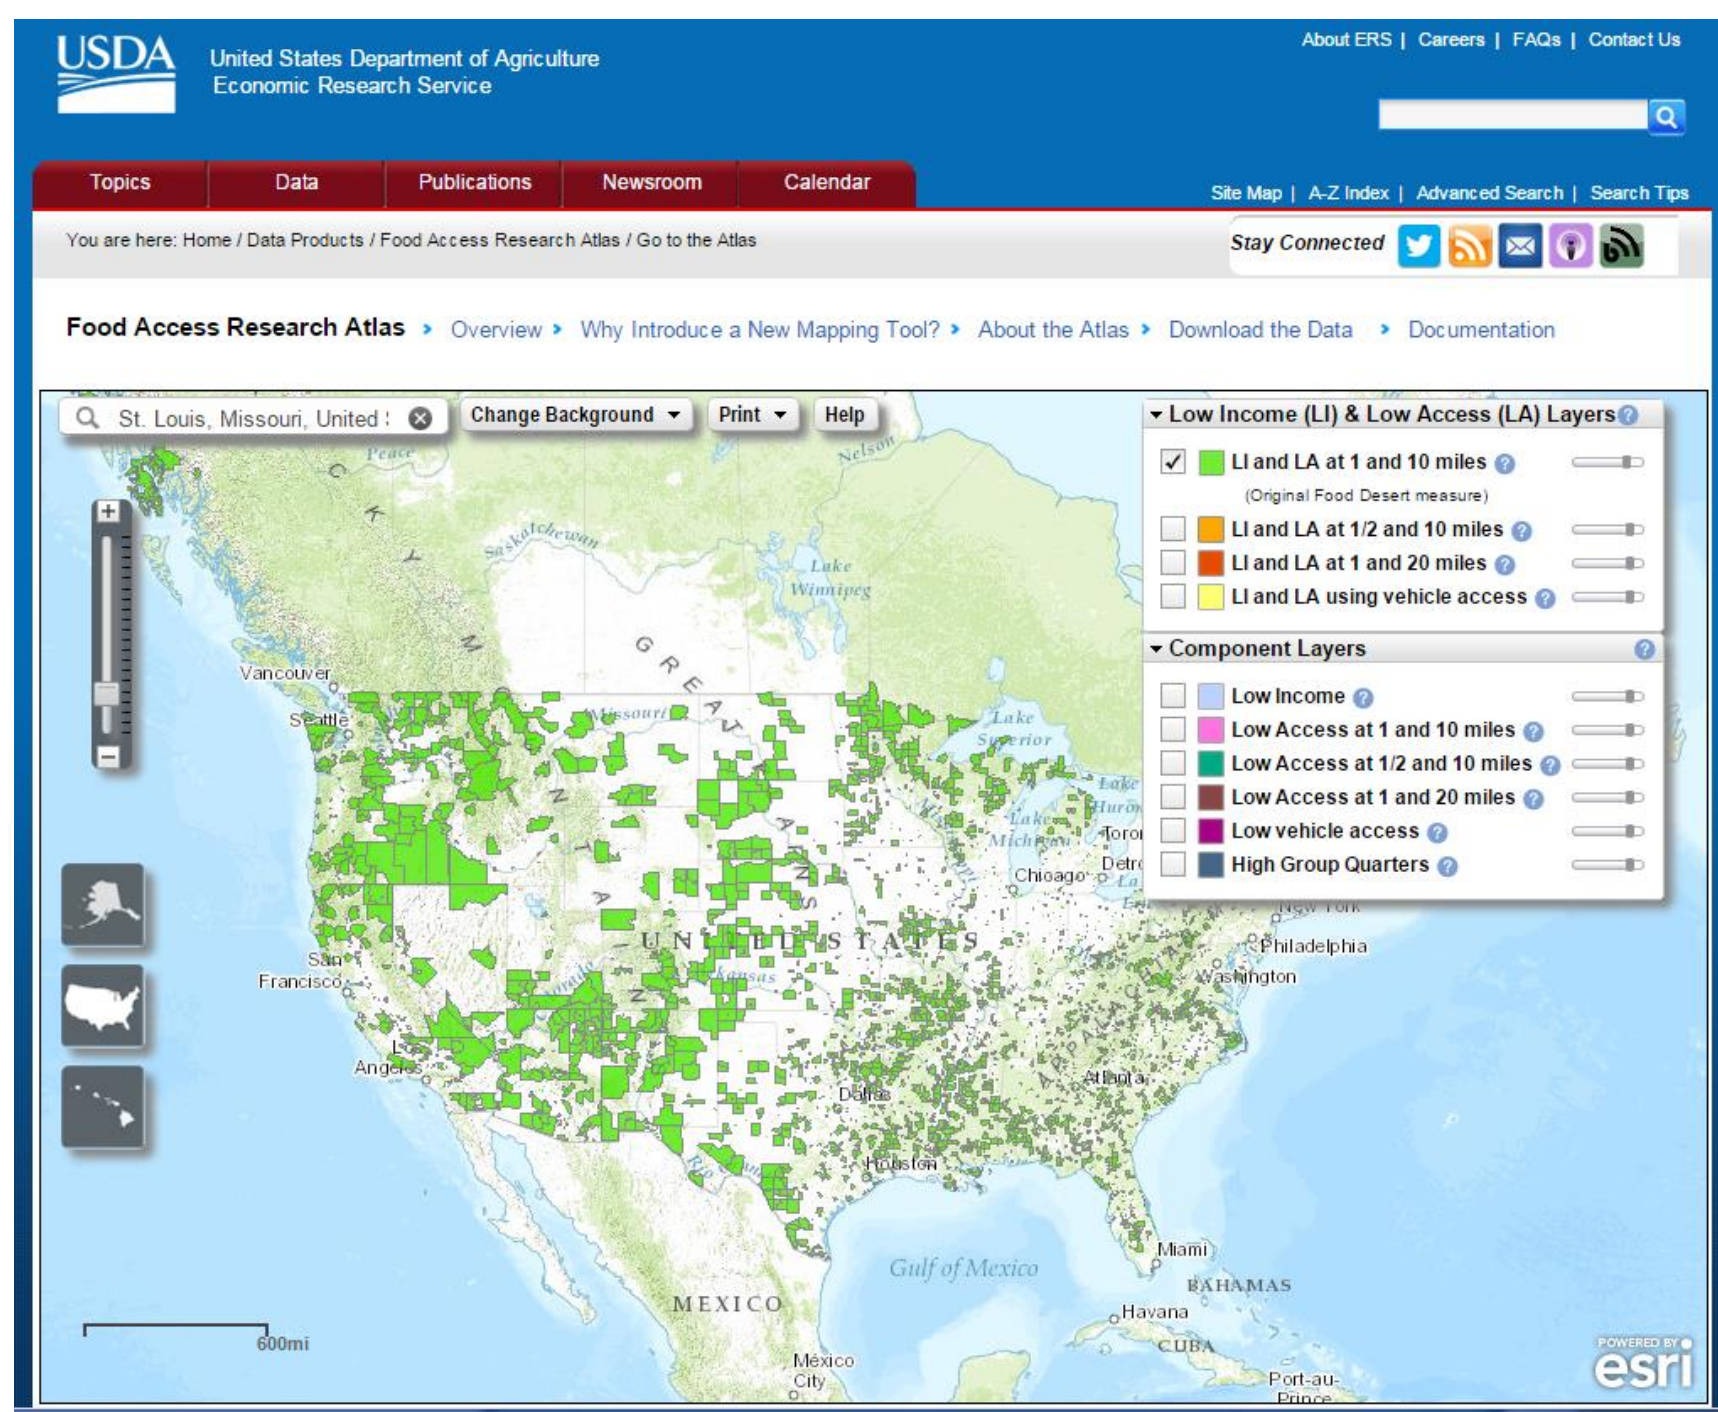 USDA
United States Department of Agriculture
Economic Research Service
About ERS | Careers | FAQs | Contact Us
Topics Data Publications Newsroom Calendar
Site Map | A-Z Index | Advanced Search | Search Tips
You are here: Home / Data Products / Food Access Research Atlas / Go to the Atlas
Stay Connected
Food Access Research Atlas › Overview › Why Introduce a New Mapping Tool? › About the Atlas › Download the Data › Documentation
St. Louis, Missouri, United
Change Background
Print
Help
Low Income (LI) & Low Access (LA) Layers
LI and LA at 1 and 10 miles
(Original Food Desert measure)
LI and LA at 1/2 and 10 miles
LI and LA at 1 and 20 miles
LI and LA using vehicle access
Component Layers
Low Income
Low Access at 1 and 10 miles
Low Access at 1/2 and 10 miles
Low Access at 1 and 20 miles
Low vehicle access
High Group Quarters
Peace
Nelson
Saskatchewan
Lake
Winnipeg
GREAT
Vancouver
Seattle
Missouri
Lake
Superior
Lake
Huron
Lake
Michigan
Toro
Detr
Chicago
New York
Philadelphia
Washington
UNITED STATES
San
Francisco
Los
Angeles
Colorado
kansas
APPALACHIA
Atlanta
Dallas
Houston
Miami
Gulf of Mexico
BAHAMAS
MEXICO
Havana
CUBA
México
City
Port-au-
Prince
600mi
POWERED BY
esri